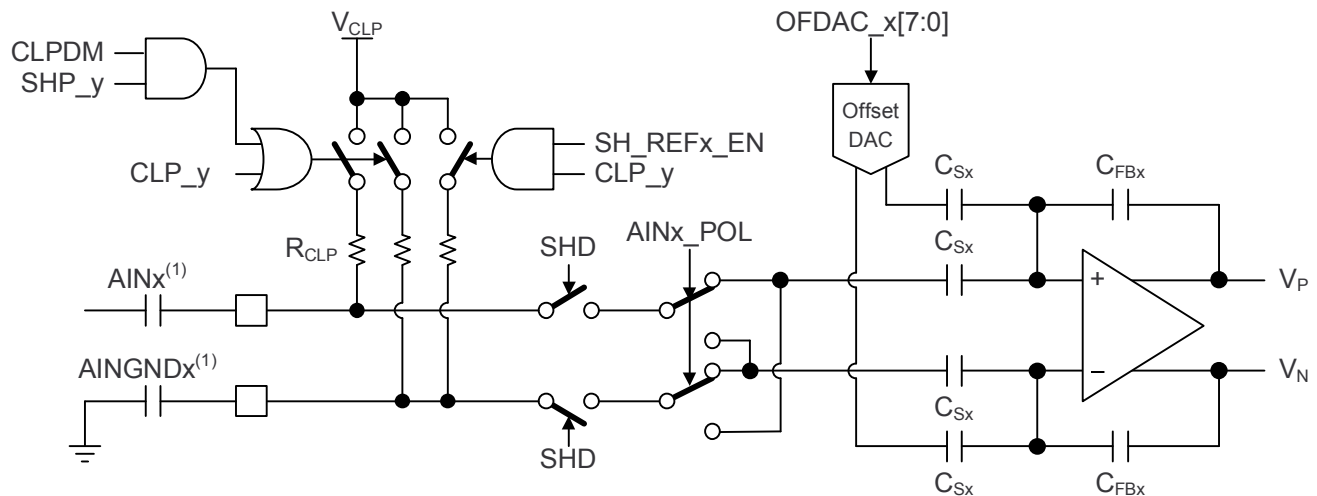 OFDAC_x[7:0]
V_CLP
CLPDM
SHP_y
Offset
DAC
SH_REFx_EN
CLP_y
CLP_y
C_Sx
C_FBx
R_CLP
SHD
AINx_POL
C_Sx
AINx(1)
+
V_P
AINGNDx(1)
−
V_N
C_Sx
SHD
C_Sx
C_FBx